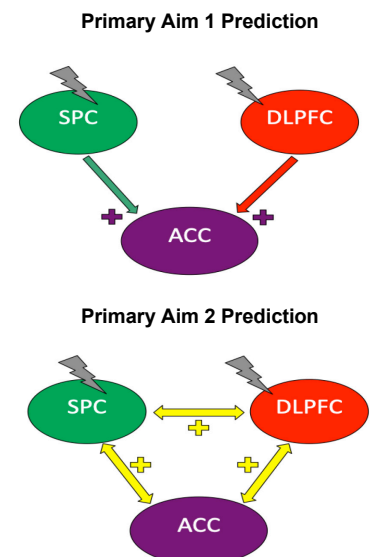 Primary Aim 1 Prediction
SPC
DLPFC
ACC
Primary Aim 2 Prediction
SPC
DLPFC
ACC